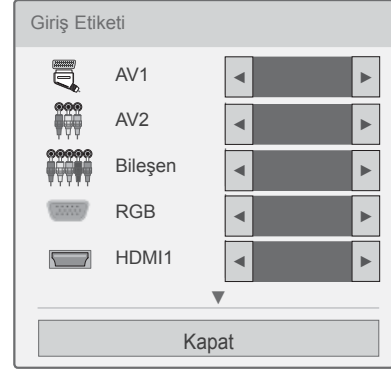 Giriş Etiketi
AV1
AV2
Bileşen
RGB
HDMI1
Kapat